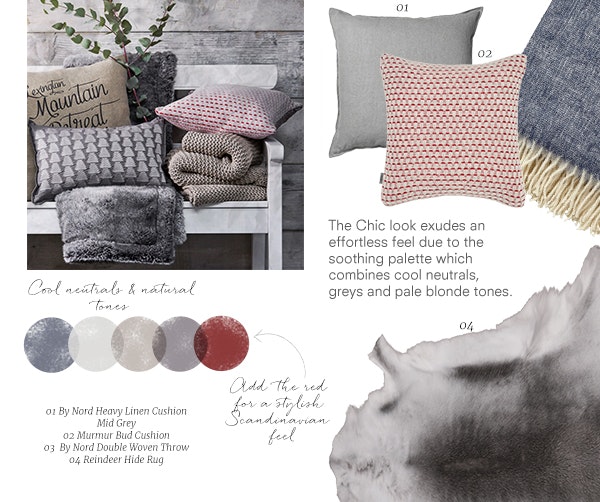 Lexington
Mountain
Retreat
01
02
The Chic look exudes an
effortless feel due to the
soothing palette which
combines cool neutrals,
greys and pale blonde tones.
04
Cool neutrals & natural
tones
Add the red
for a stylish
Scandinavian
feel
01 By Nord Heavy Linen Cushion
Mid Grey
02 Murmur Bud Cushion
03 By Nord Double Woven Throw
04 Reindeer Hide Rug